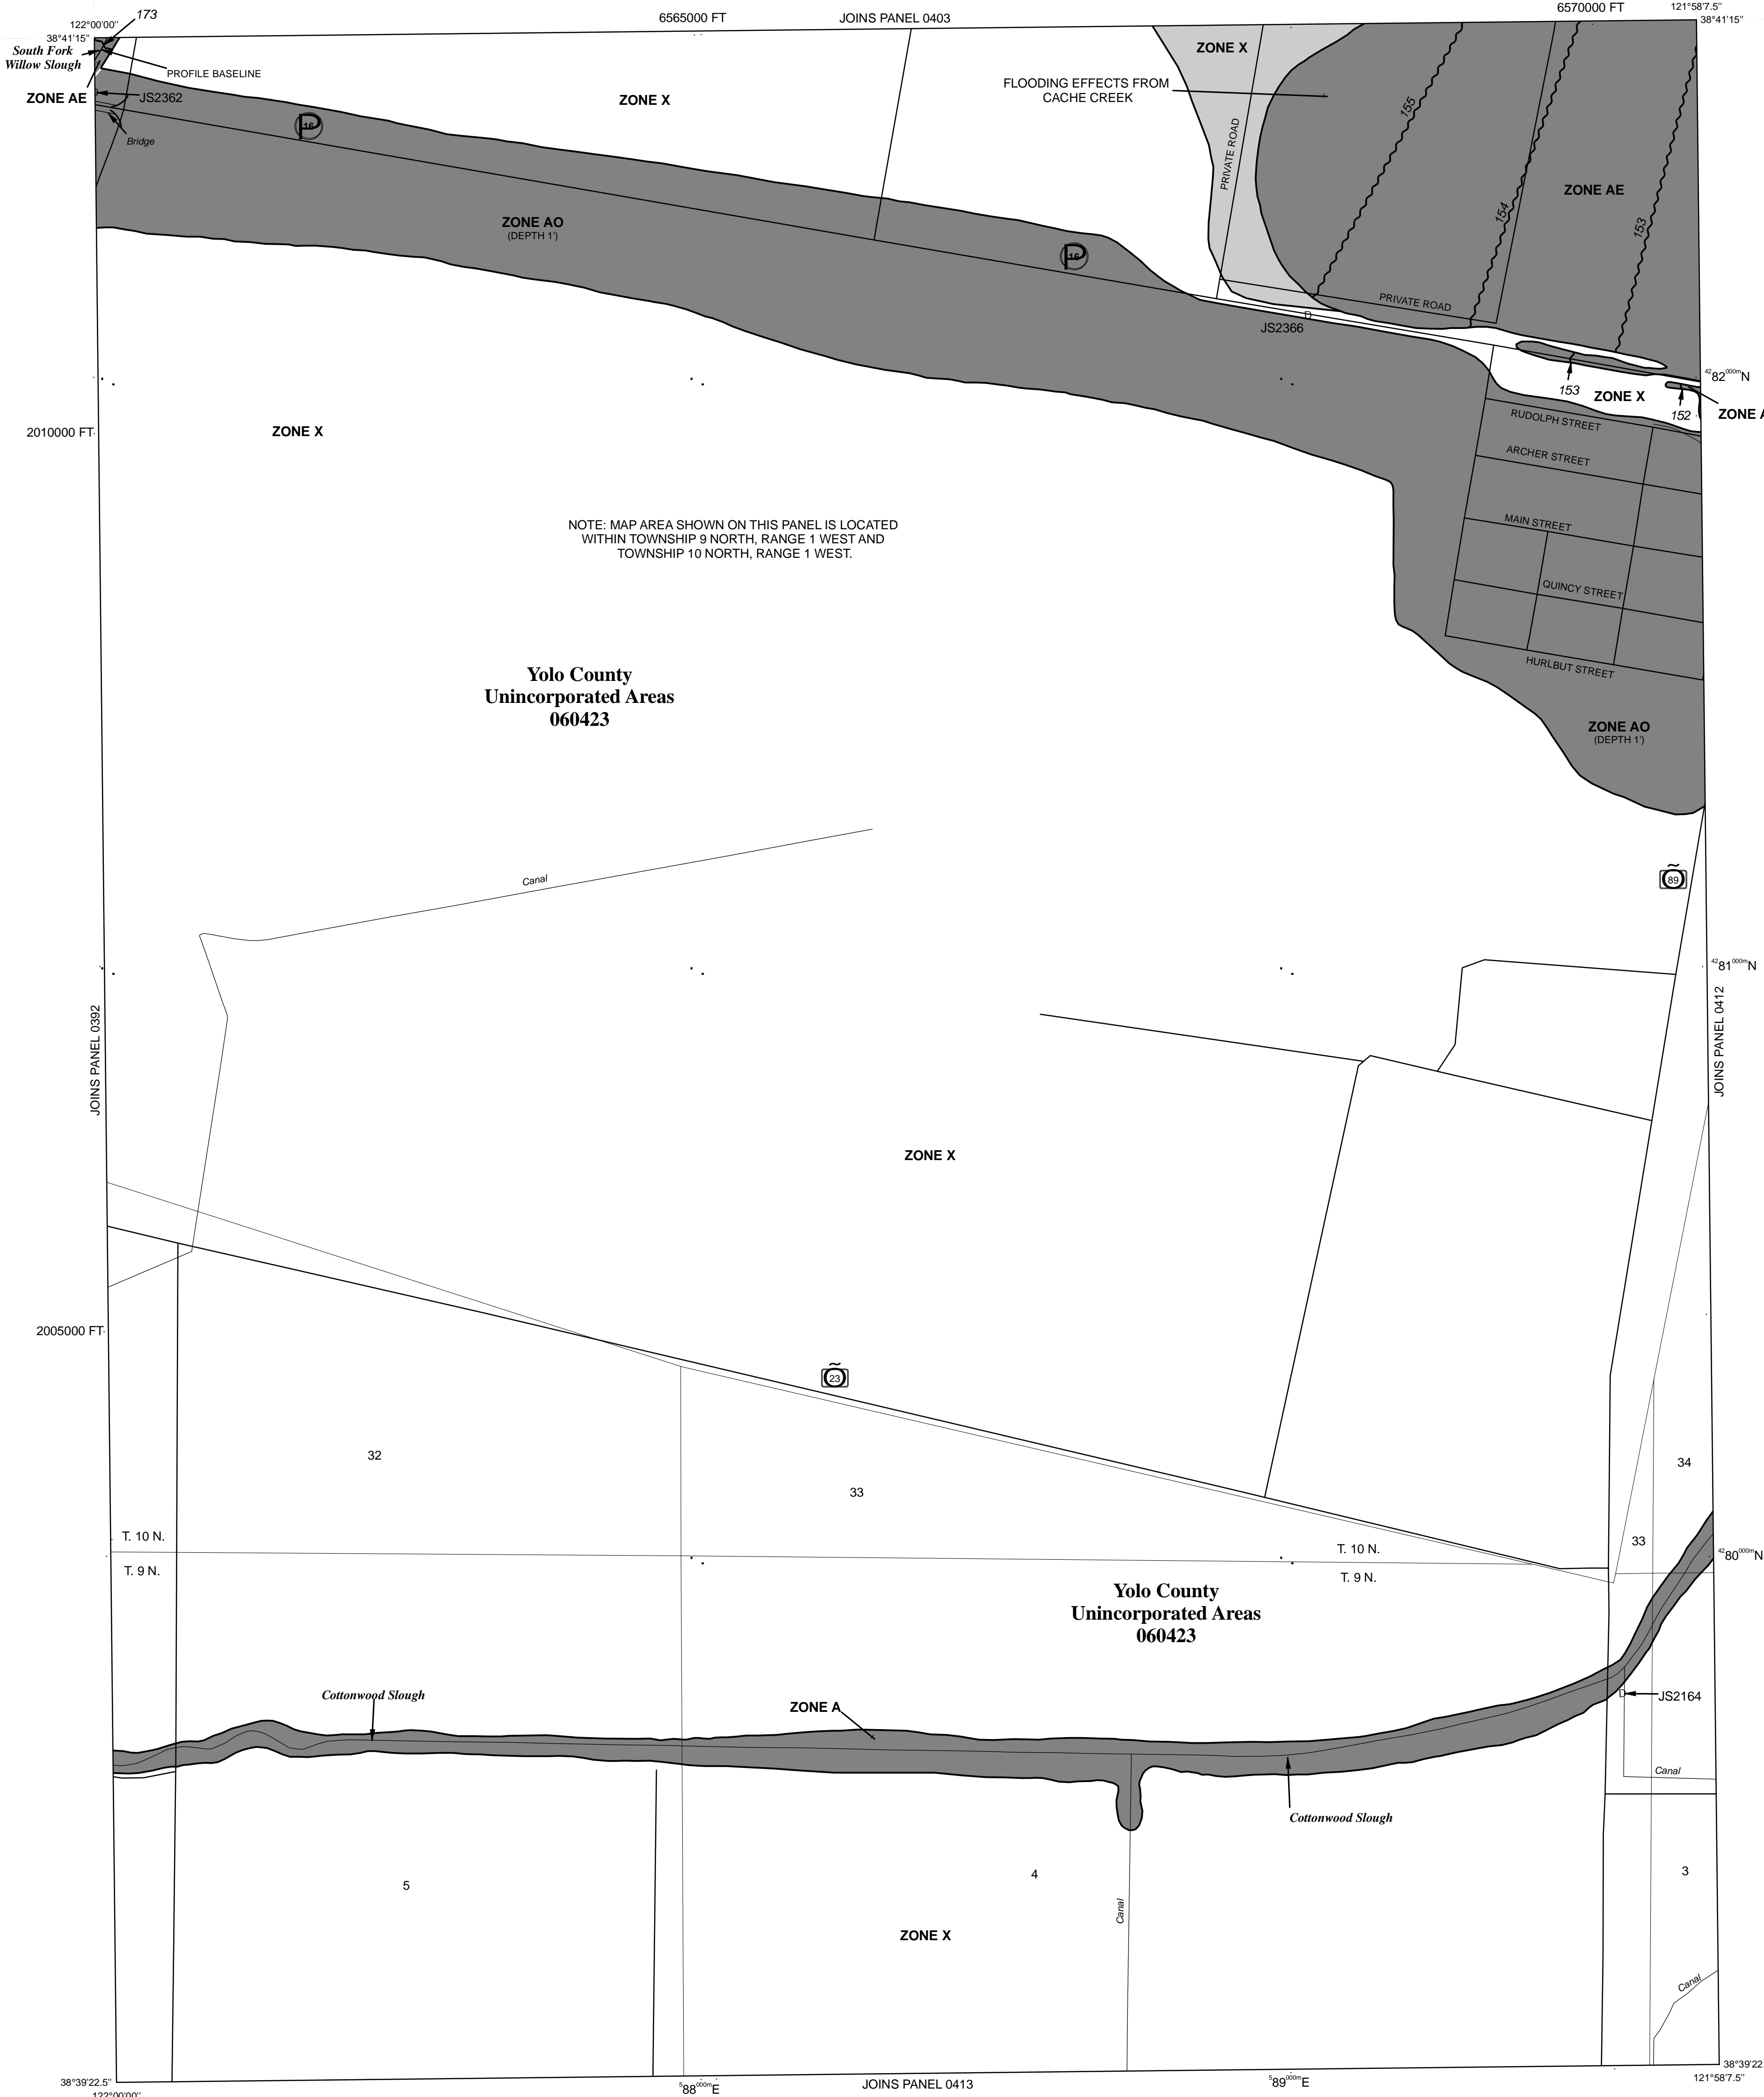 173
122°00'00"
6565000 FT
JOINS PANEL 0403
6570000 FT
121°58'7.5"
38°41'15"
38°41'15"
South Fork
Willow Slough
PROFILE BASELINE
ZONE AE
JS2362
Bridge
16
ZONE X
FLOODING EFFECTS FROM
CACHE CREEK
ZONE X
PRIVATE ROAD
155
154
153
ZONE AE
ZONE AO
(DEPTH 1')
16
PRIVATE ROAD
D
JS2366
4282000m N
153
ZONE X
152
ZONE A
2010000 FT
ZONE X
RUDOLPH STREET
ARCHER STREET
MAIN STREET
QUINCY STREET
HURLBUT STREET
NOTE: MAP AREA SHOWN ON THIS PANEL IS LOCATED
WITHIN TOWNSHIP 9 NORTH, RANGE 1 WEST AND
TOWNSHIP 10 NORTH, RANGE 1 WEST.
Yolo County
Unincorporated Areas
060423
ZONE AO
(DEPTH 1')
89
Canal
4281000m N
JOINS PANEL 0392
JOINS PANEL 0412
ZONE X
2005000 FT
23
32
33
34
T. 10 N.
T. 9 N.
T. 10 N.
T. 9 N.
33
4280000m N
Yolo County
Unincorporated Areas
060423
Cottonwood Slough
ZONE A
D
JS2164
Canal
Cottonwood Slough
5
4
3
Canal
ZONE X
Canal
38°39'22.5"
122°00'00"
588000m E
JOINS PANEL 0413
589000m E
38°39'22
121°58'7.5"